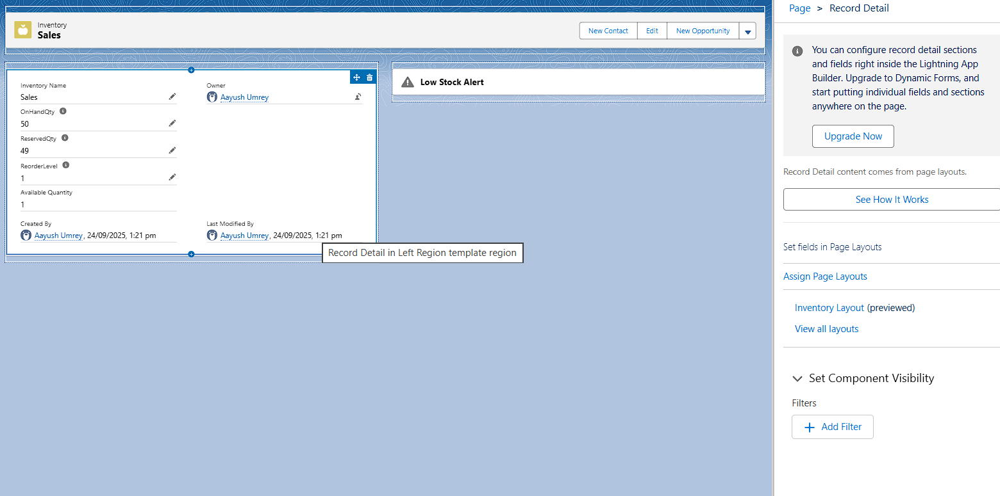 Inventory
Sales
New Contact
Edit
New Opportunity
Inventory Name
Sales
Owner
Aayush Umrey
OnHandQty
50
ReservedQty
49
ReorderLevel
1
Available Quantity
1
Created By
Aayush Umrey, 24/09/2025, 1:21 pm
Last Modified By
Aayush Umrey, 24/09/2025, 1:21 pm
Record Detail in Left Region template region
Low Stock Alert
Page > Record Detail
You can configure record detail sections
and fields right inside the Lightning App
Builder. Upgrade to Dynamic Forms, and
start putting individual fields and sections
anywhere on the page.
Upgrade Now
Record Detail content comes from page layouts.
See How It Works
Set fields in Page Layouts
Assign Page Layouts
Inventory Layout (previewed)
View all layouts
Set Component Visibility
Filters
Add Filter